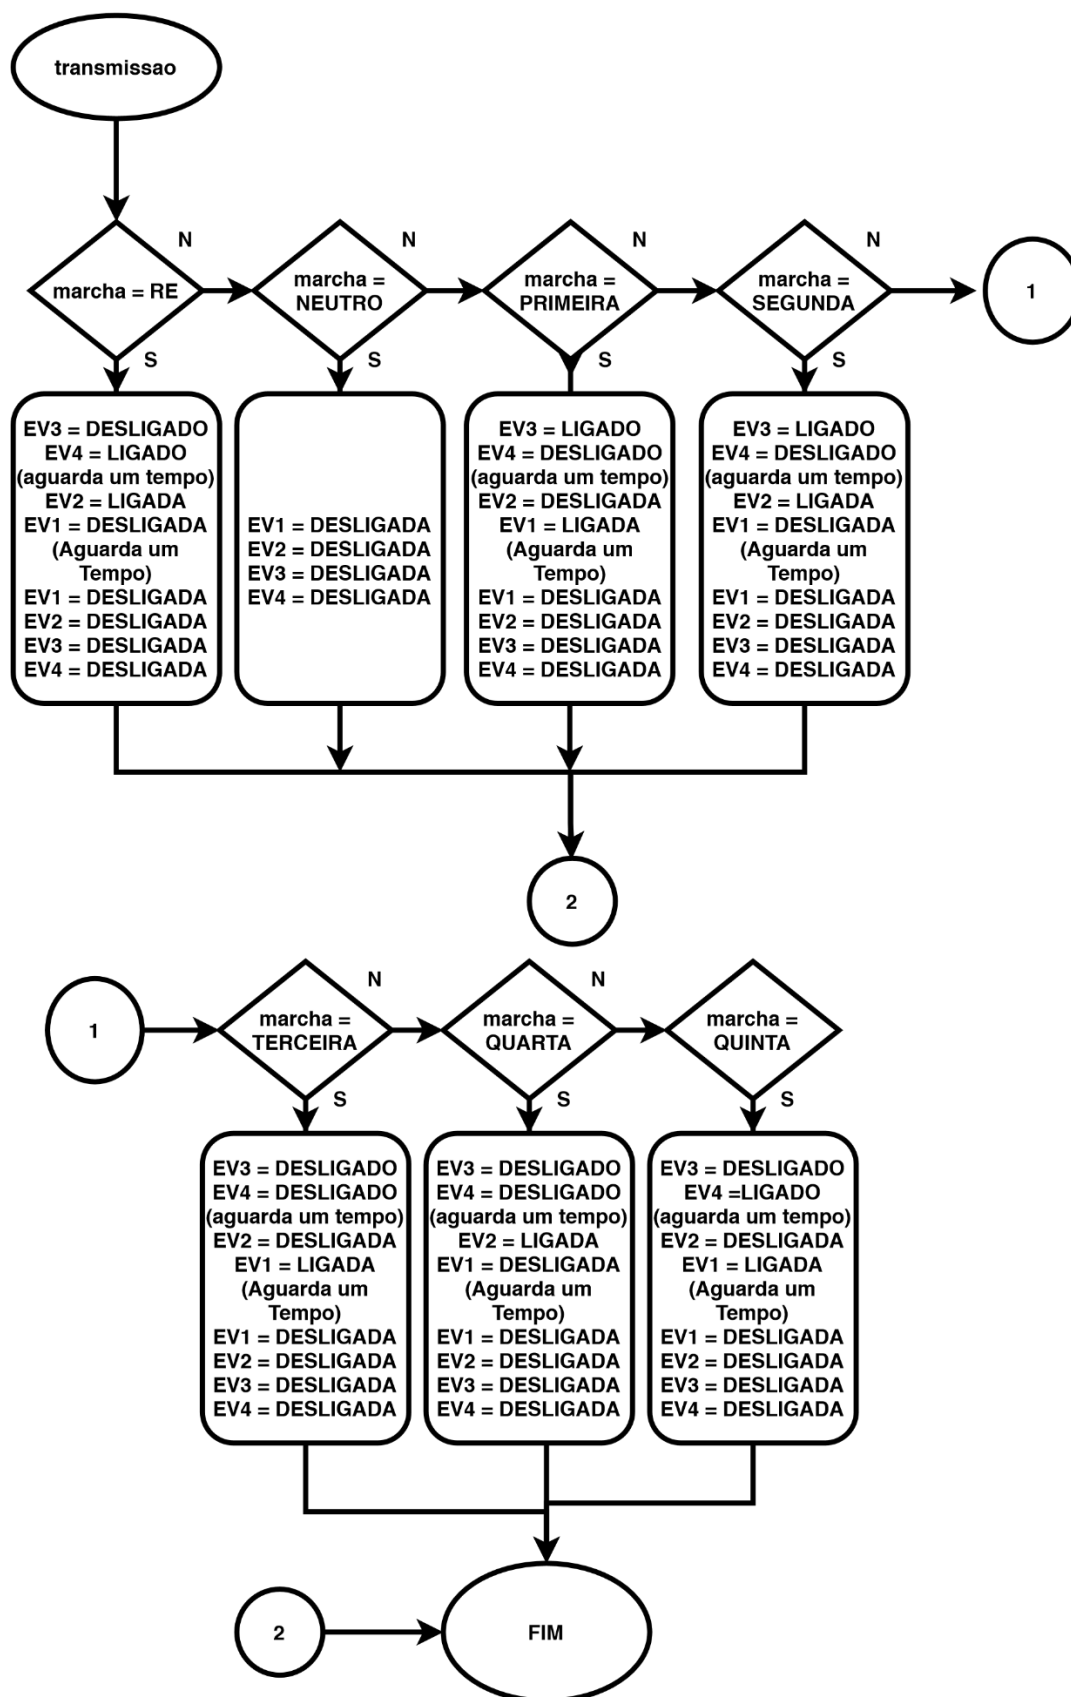 transmissao
N
N
N
N
marcha = RE
marcha =
NEUTRO
marcha =
PRIMEIRA
marcha =
SEGUNDA
1
S
S
S
S
EV3 = DESLIGADO
EV4 = LIGADO
(aguarda um tempo)
EV2 = LIGADA
EV1 = DESLIGADA
(Aguarda um
Tempo)
EV1 = DESLIGADA
EV2 = DESLIGADA
EV3 = DESLIGADA
EV4 = DESLIGADA
EV1 = DESLIGADA
EV2 = DESLIGADA
EV3 = DESLIGADA
EV4 = DESLIGADA
EV3 = LIGADO
EV4 = DESLIGADO
(aguarda um tempo)
EV2 = DESLIGADA
EV1 = LIGADA
(Aguarda um
Tempo)
EV1 = DESLIGADA
EV2 = DESLIGADA
EV3 = DESLIGADA
EV4 = DESLIGADA
EV3 = LIGADO
EV4 = DESLIGADO
(aguarda um tempo)
EV2 = LIGADA
EV1 = DESLIGADA
(Aguarda um
Tempo)
EV1 = DESLIGADA
EV2 = DESLIGADA
EV3 = DESLIGADA
EV4 = DESLIGADA
2
N
N
1
marcha =
TERCEIRA
marcha =
QUARTA
marcha =
QUINTA
S
S
S
EV3 = DESLIGADO
EV4 = DESLIGADO
(aguarda um tempo)
EV2 = DESLIGADA
EV1 = LIGADA
(Aguarda um
Tempo)
EV1 = DESLIGADA
EV2 = DESLIGADA
EV3 = DESLIGADA
EV4 = DESLIGADA
EV3 = DESLIGADO
EV4 = DESLIGADO
(aguarda um tempo)
EV2 = LIGADA
EV1 = DESLIGADA
(Aguarda um
Tempo)
EV1 = DESLIGADA
EV2 = DESLIGADA
EV3 = DESLIGADA
EV4 = DESLIGADA
EV3 = DESLIGADO
EV4 =LIGADO
(aguarda um tempo)
EV2 = DESLIGADA
EV1 = LIGADA
(Aguarda um
Tempo)
EV1 = DESLIGADA
EV2 = DESLIGADA
EV3 = DESLIGADA
EV4 = DESLIGADA
2
FIM